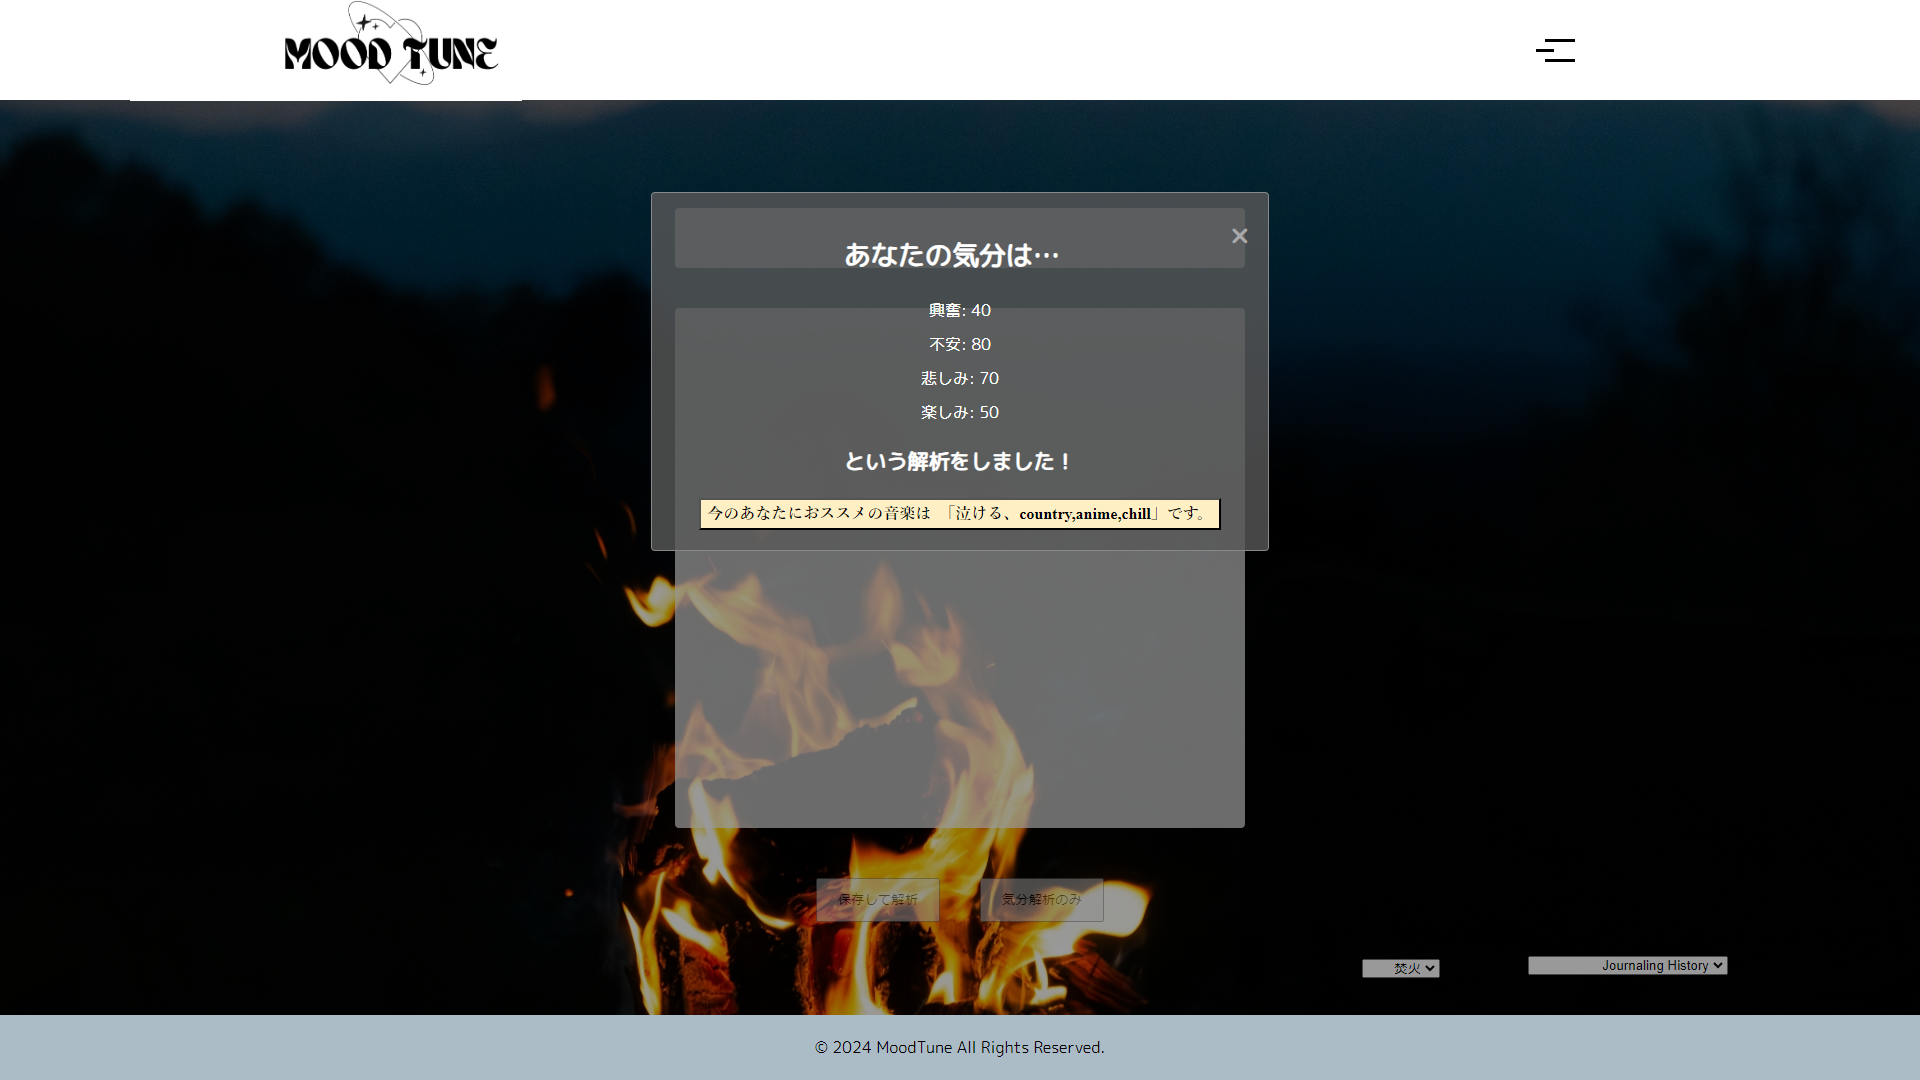 MOOD TUNE
×
あなたの気分は…
興奮: 40
不安: 80
悲しみ: 70
楽しみ: 50
という解析をしました！
今のあなたにおススメの音楽は 「泣ける、country,anime,chill」です。
保存して解析
気分解析のみ
焚火
Journaling History
© 2024 MoodTune All Rights Reserved.